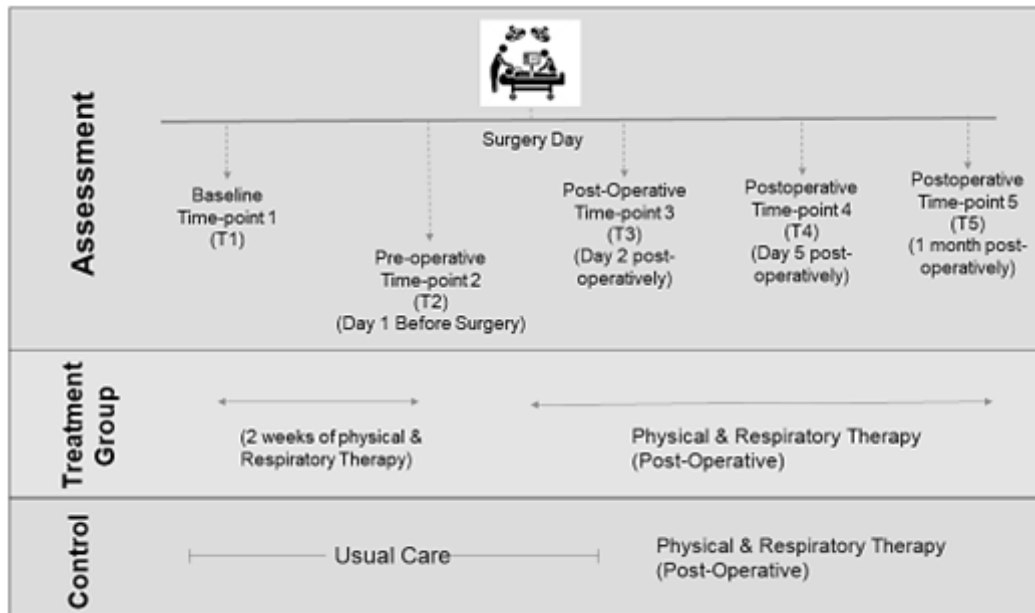 Assessment
Surgery Day
Baseline
Time-point 1
(T1)
Pre-operative
Time-point 2
(T2)
(Day 1 Before Surgery)
Post-Operative
Time-point 3
(T3)
(Day 2 post-
operatively)
Postoperative
Time-point 4
(T4)
(Day 5 post-
operatively)
Postoperative
Time-point 5
(T5)
(1 month post-
operatively)
Treatment
Group
(2 weeks of physical &
Respiratory Therapy)
Physical & Respiratory Therapy
(Post-Operative)
Control
Usual Care
Physical & Respiratory Therapy
(Post-Operative)